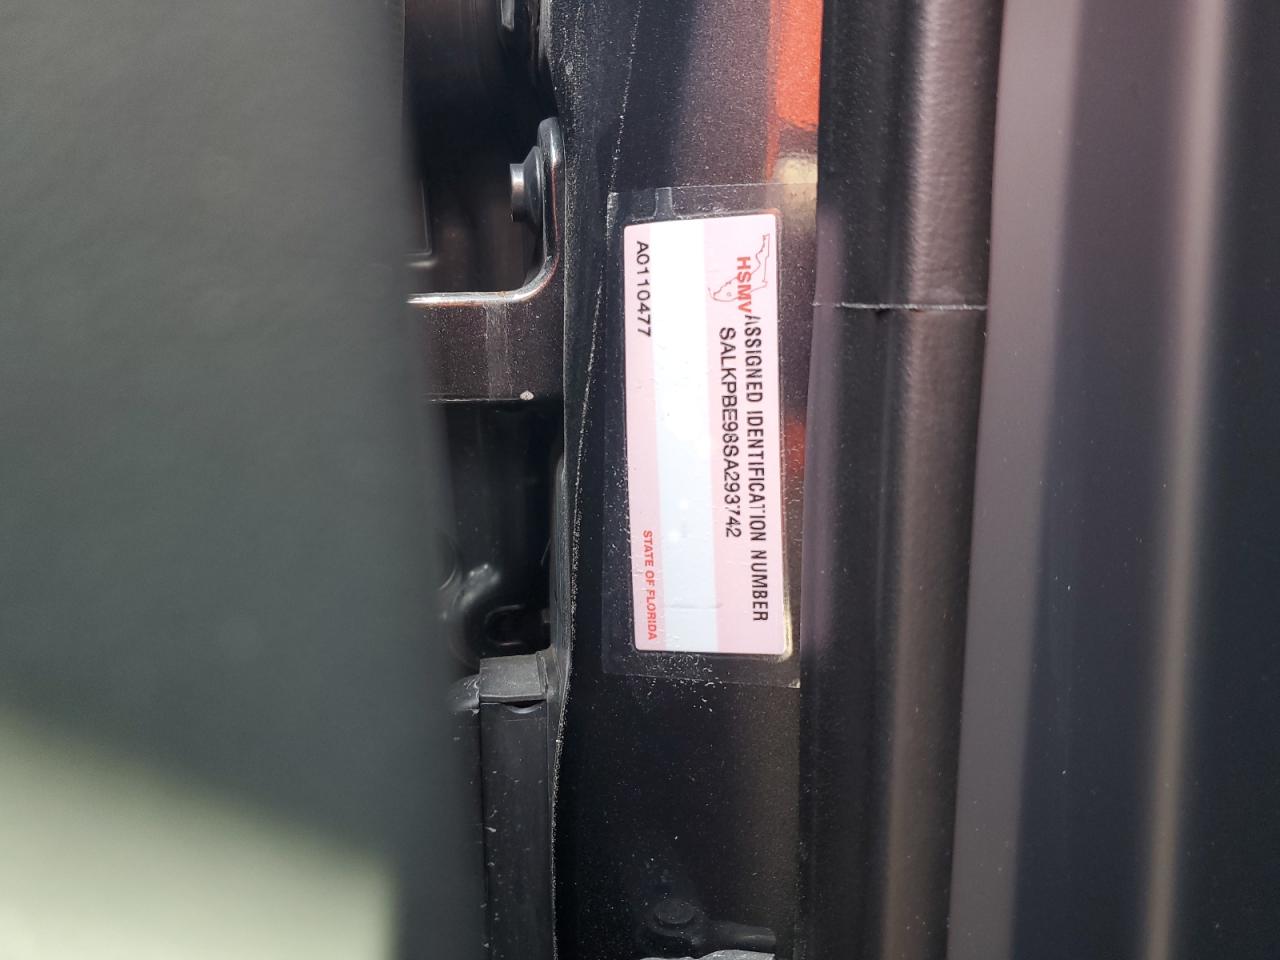 HSMV ASSIGNED IDENTIFICATION NUMBER
SALKPBE98SA293742
A0110477
STATE OF FLORIDA